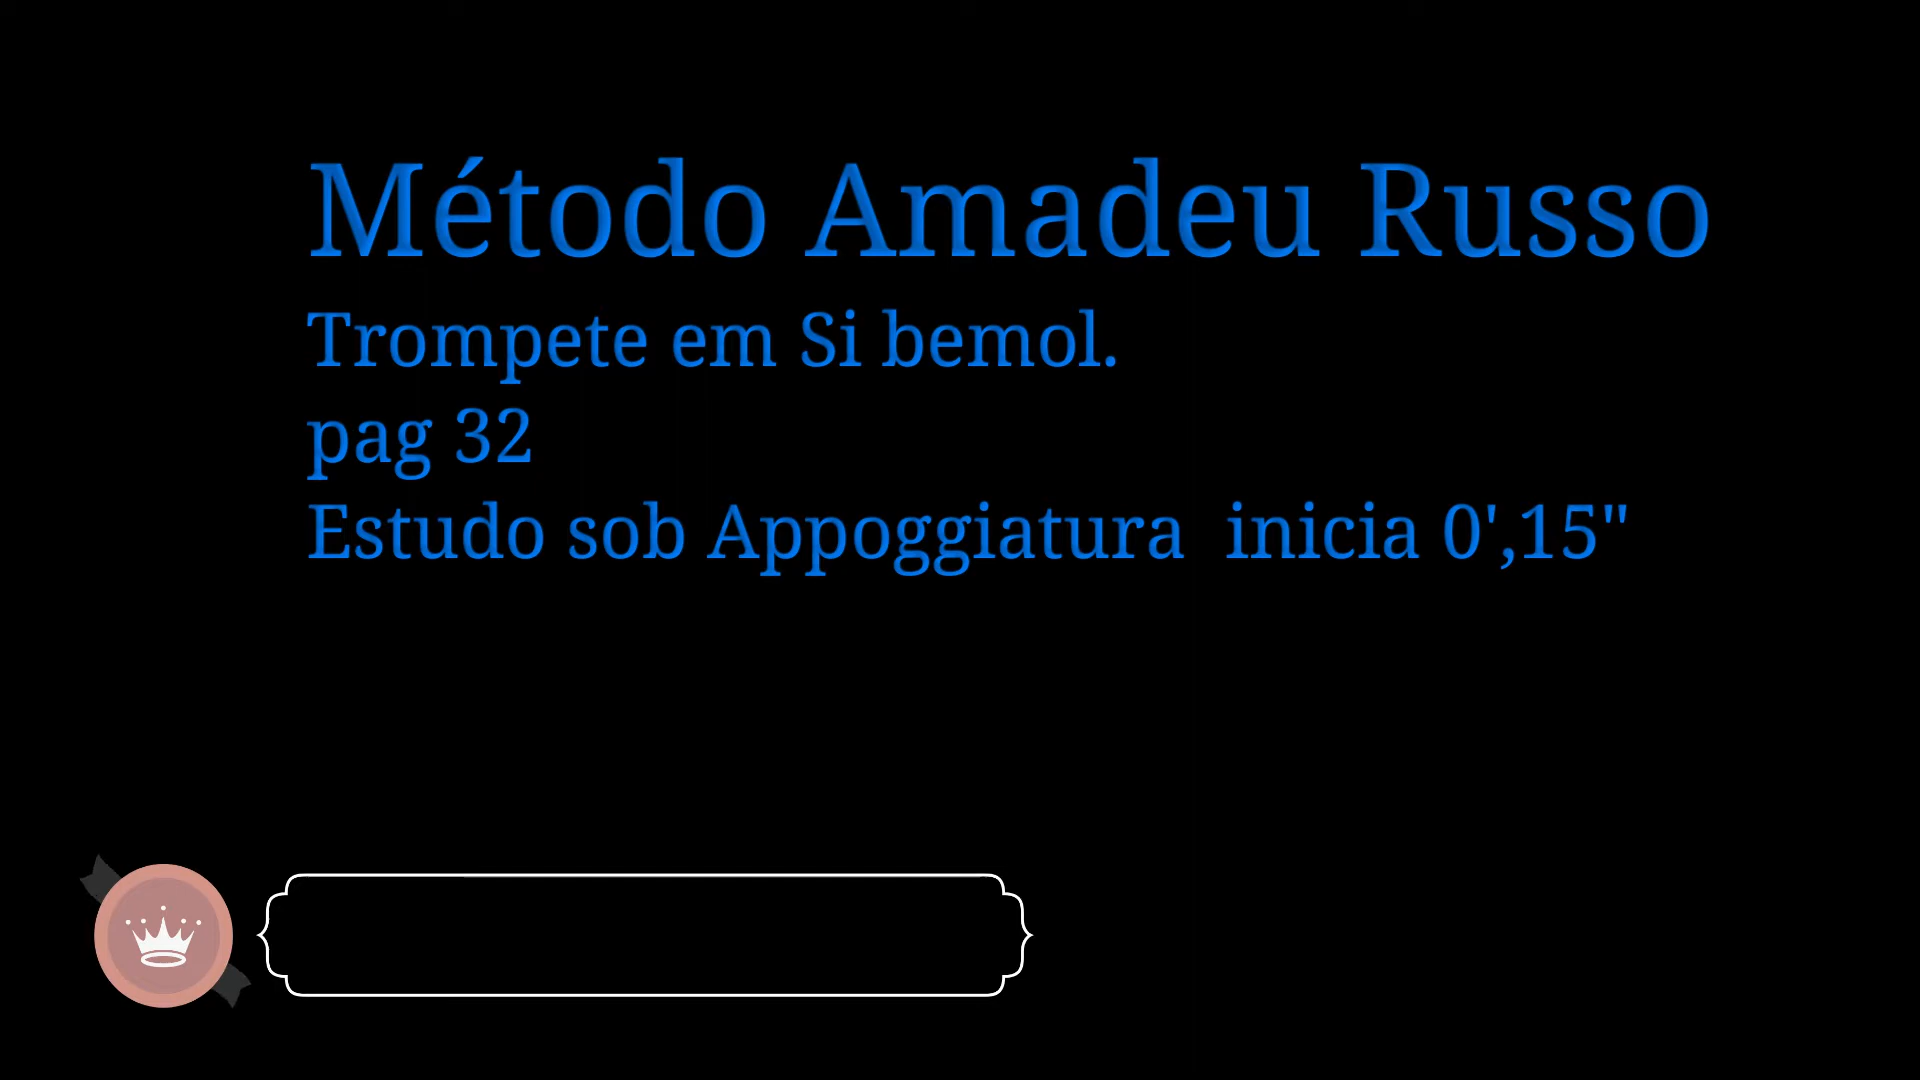 Método Amadeu Russo
Trompete em Si bemol.
pag 32
Estudo sob Appoggiatura  inicia 0',15"